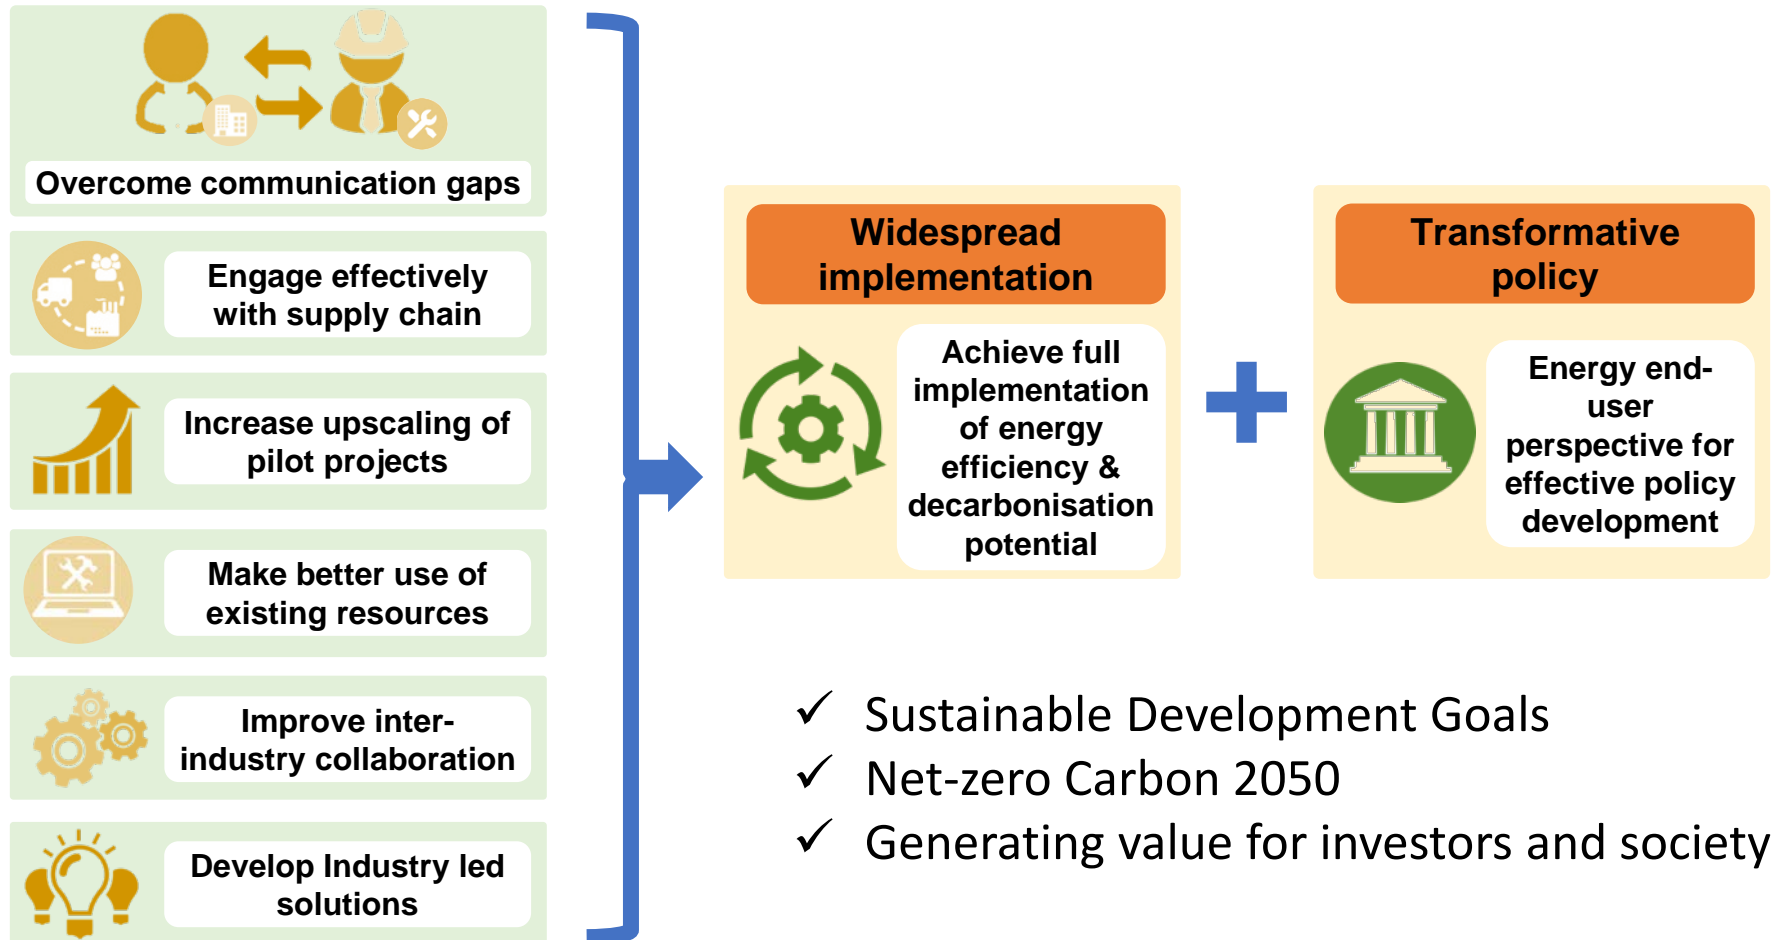 Overcome communication gaps
Engage effectively
with supply chain
Increase upscaling of
pilot projects
Make better use of
existing resources
Improve inter-
industry collaboration
Develop Industry led
solutions
Widespread
implementation
Achieve full
implementation
of energy
efficiency &
decarbonisation
potential
Transformative
policy
Energy end-
user
perspective for
effective policy
development
✓ Sustainable Development Goals
✓ Net-zero Carbon 2050
✓ Generating value for investors and society